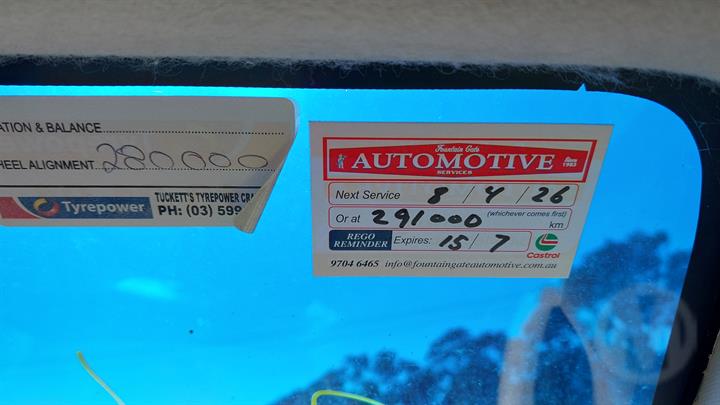 ATION & BALANCE
HEEL ALIGNMENT 280000
Tyrepower
TUCKETT'S TYREPOWER CR
PH: (03) 599
Fountain Gate
AUTOMOTIVE
SERVICES
Since 1983
Next Service 8 / 4 / 26
Or at 291000 (whichever comes first) km
REGO REMINDER Expires: 15 / 7
Castrol
9704 6465 info@fountaingateautomotive.com.au